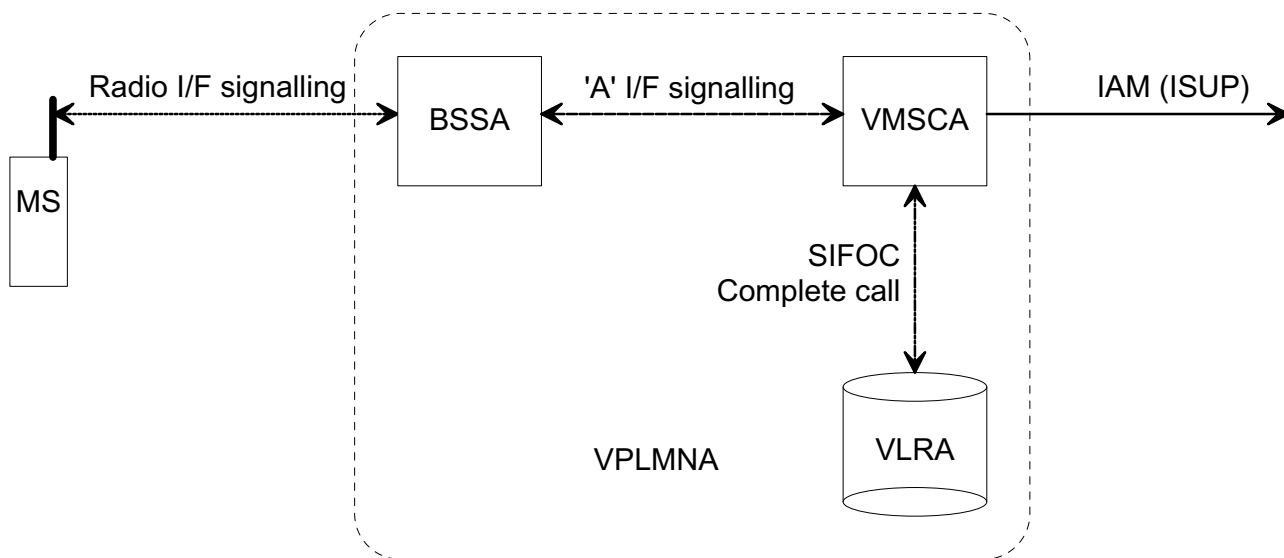 Radio I/F signalling
'A' I/F signalling
IAM (ISUP)
BSSA
VMSCA
MS
SIFOC
Complete call
VPLMNA
VLRA